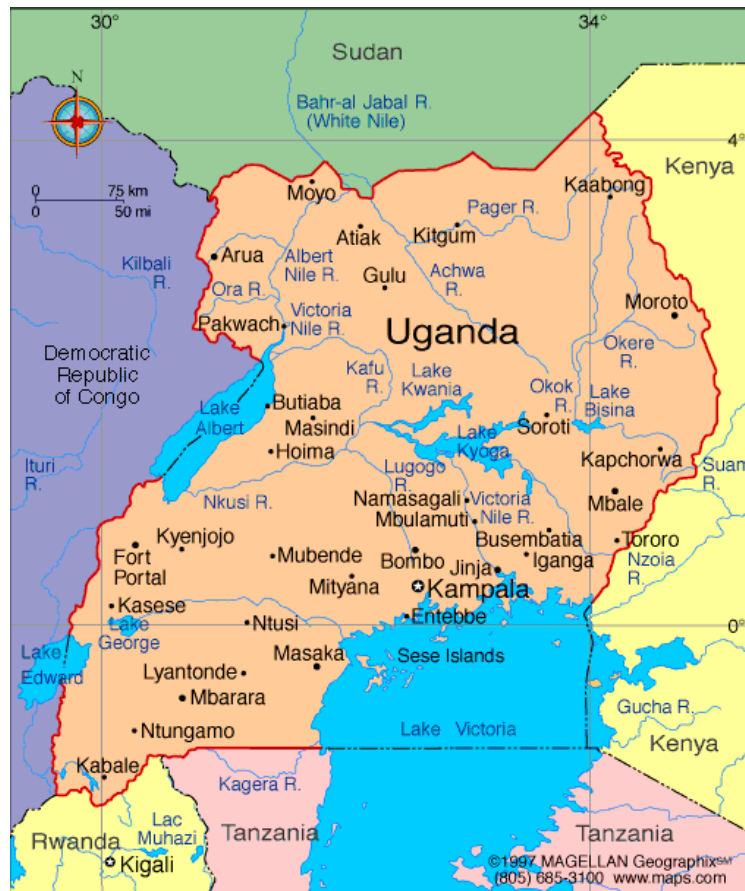 30°
34°
Sudan
N
Bahr-al Jabal R.
(White Nile)
4°
Kenya
0
75 km
0
50 mi
Moyo
Kaabong
Pager R.
Atiak
Kitgum
Arua
Albert
Nile R.
Achwa
R.
Kilbali
R.
Ora R.
Gulu
Moroto
Pakwach
Victoria
Nile R.
Uganda
Okere
R.
Democratic
Republic
of Congo
Kafu
R.
Lake
Kwania
Okok
R.
Lake
Bisina
Lake
Albert
Butiaba
Masindi
Soroti
Lake
Kyoga
Hoima
Kapchorwa
Ituri
R.
Lugogo
R.
Suam
R.
Nkusi R.
Namasagali
Victoria
Nile R.
Mbale
Mbulamuti
Busembatia
Tororo
Kyenjojo
Fort
Portal
Mubende
Bombo
Iganga
Nzoia
R.
Jinja
Mityana
Kampala
Kasese
Entebbe
0°
Lake
George
Ntusi
Lake
Edward
Masaka
Sese Islands
Lyantonde
Mbarara
Gucha R.
Ntungamo
Lake Victoria
Kenya
Kabale
Kagera R.
Lac
Muhazi
Rwanda
Tanzania
Tanzania
Kigali
©1997 MAGELLAN Geographix℠
(805) 685-3100 www.maps.com